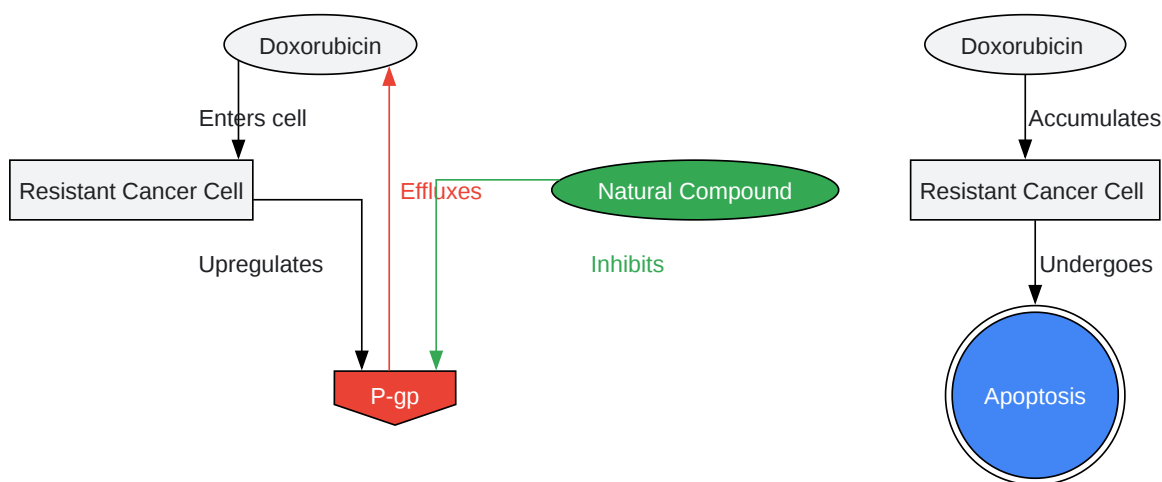 Doxorubicin
Doxorubicin
Enters cell
Accumulates
Resistant Cancer Cell
Effluxes
Natural Compound
Resistant Cancer Cell
Upregulates
Inhibits
Undergoes
P-gp
Apoptosis